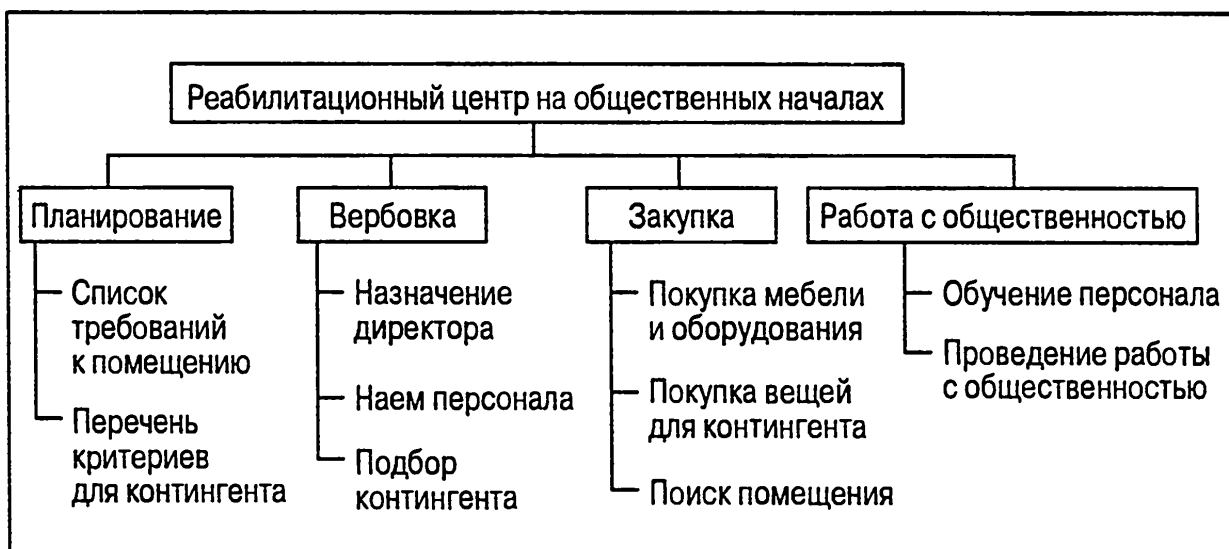 Реабилитационный центр на общественных началах
Планирование
Список
требований
к помещению
Перечень
критериев
для контингента
Вербовка
Назначение
директора
Наем персонала
Подбор
контингента
Закупка
Покупка мебели
и оборудования
Покупка вещей
для контингента
Поиск помещения
Работа с общественностью
Обучение персонала
Проведение работы
с общественностью